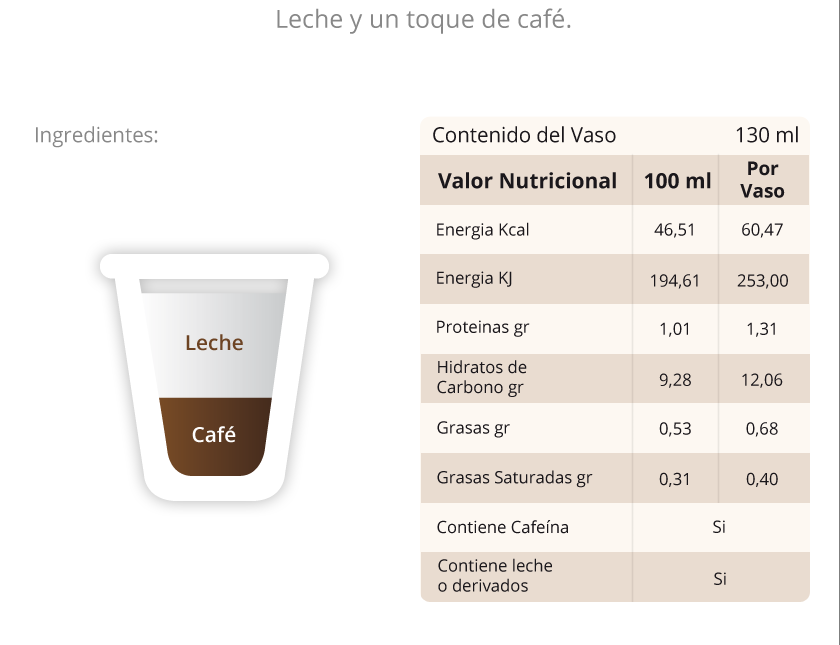 Leche y un toque de café.
Ingredientes:
Leche
Café
Contenido del Vaso 130 ml
Valor Nutricional 100 ml Por Vaso
Energia Kcal 46,51 60,47
Energia KJ 194,61 253,00
Proteinas gr 1,01 1,31
Hidratos de
Carbono gr 9,28 12,06
Grasas gr 0,53 0,68
Grasas Saturadas gr 0,31 0,40
Contiene Cafeína Si
Contiene leche
o derivados Si